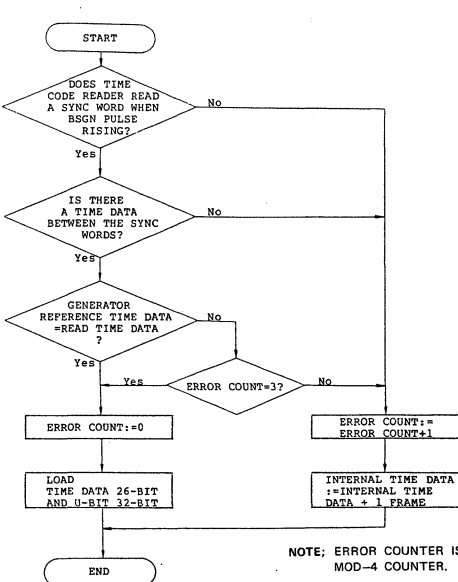 START
DOES TIME
CODE READER READ
A SYNC WORD WHEN
BSGN PULSE
RISING?
No
Yes
IS THERE
A TIME DATA
BETWEEN THE SYNC
WORDS?
No
Yes
GENERATOR
REFERENCE TIME DATA
=READ TIME DATA
?
No
Yes
Yes
ERROR COUNT=3?
No
ERROR COUNT:=0
ERROR COUNT:=
ERROR COUNT+1
LOAD
TIME DATA 26-BIT
AND U-BIT 32-BIT
INTERNAL TIME DATA
:=INTERNAL TIME
DATA + 1 FRAME
END
NOTE; ERROR COUNTER IS
MOD-4 COUNTER.